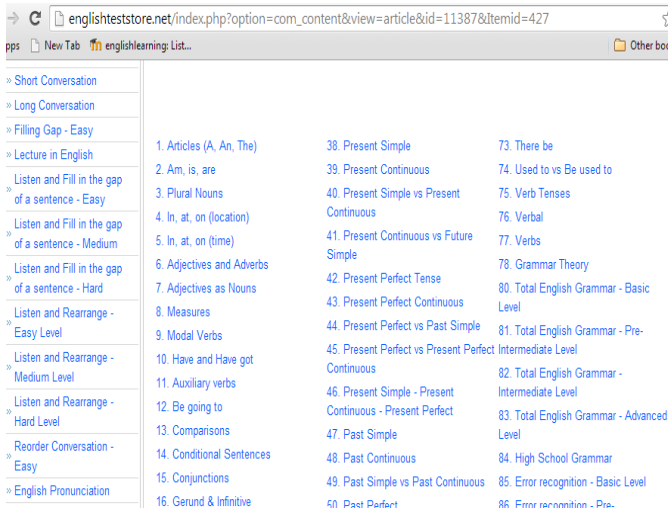 englishteststore.net/index.php?option=com_content&view=article&id=11387&Itemid=427
pps New Tab englishlearning: List... Other boo
» Short Conversation
» Long Conversation
» Filling Gap - Easy
» Lecture in English
» Listen and Fill in the gap
of a sentence - Easy
» Listen and Fill in the gap
of a sentence - Medium
» Listen and Fill in the gap
of a sentence - Hard
» Listen and Rearrange -
Easy Level
» Listen and Rearrange -
Medium Level
» Listen and Rearrange -
Hard Level
» Reorder Conversation -
Easy
» English Pronunciation
1. Articles (A, An, The)
2. Am, is, are
3. Plural Nouns
4. In, at, on (location)
5. In, at, on (time)
6. Adjectives and Adverbs
7. Adjectives as Nouns
8. Measures
9. Modal Verbs
10. Have and Have got
11. Auxiliary verbs
12. Be going to
13. Comparisons
14. Conditional Sentences
15. Conjunctions
16. Gerund & Infinitive
38. Present Simple
39. Present Continuous
40. Present Simple vs Present
Continuous
41. Present Continuous vs Future
Simple
42. Present Perfect Tense
43. Present Perfect Continuous
44. Present Perfect vs Past Simple
45. Present Perfect vs Present Perfect
Continuous
46. Present Simple - Present
Continuous - Present Perfect
47. Past Simple
48. Past Continuous
49. Past Simple vs Past Continuous
50. Past Perfect
73. There be
74. Used to vs Be used to
75. Verb Tenses
76. Verbal
77. Verbs
78. Grammar Theory
80. Total English Grammar - Basic
Level
81. Total English Grammar - Pre-
Intermediate Level
82. Total English Grammar -
Intermediate Level
83. Total English Grammar - Advanced
Level
84. High School Grammar
85. Error recognition - Basic Level
86. Error recognition - Pre-